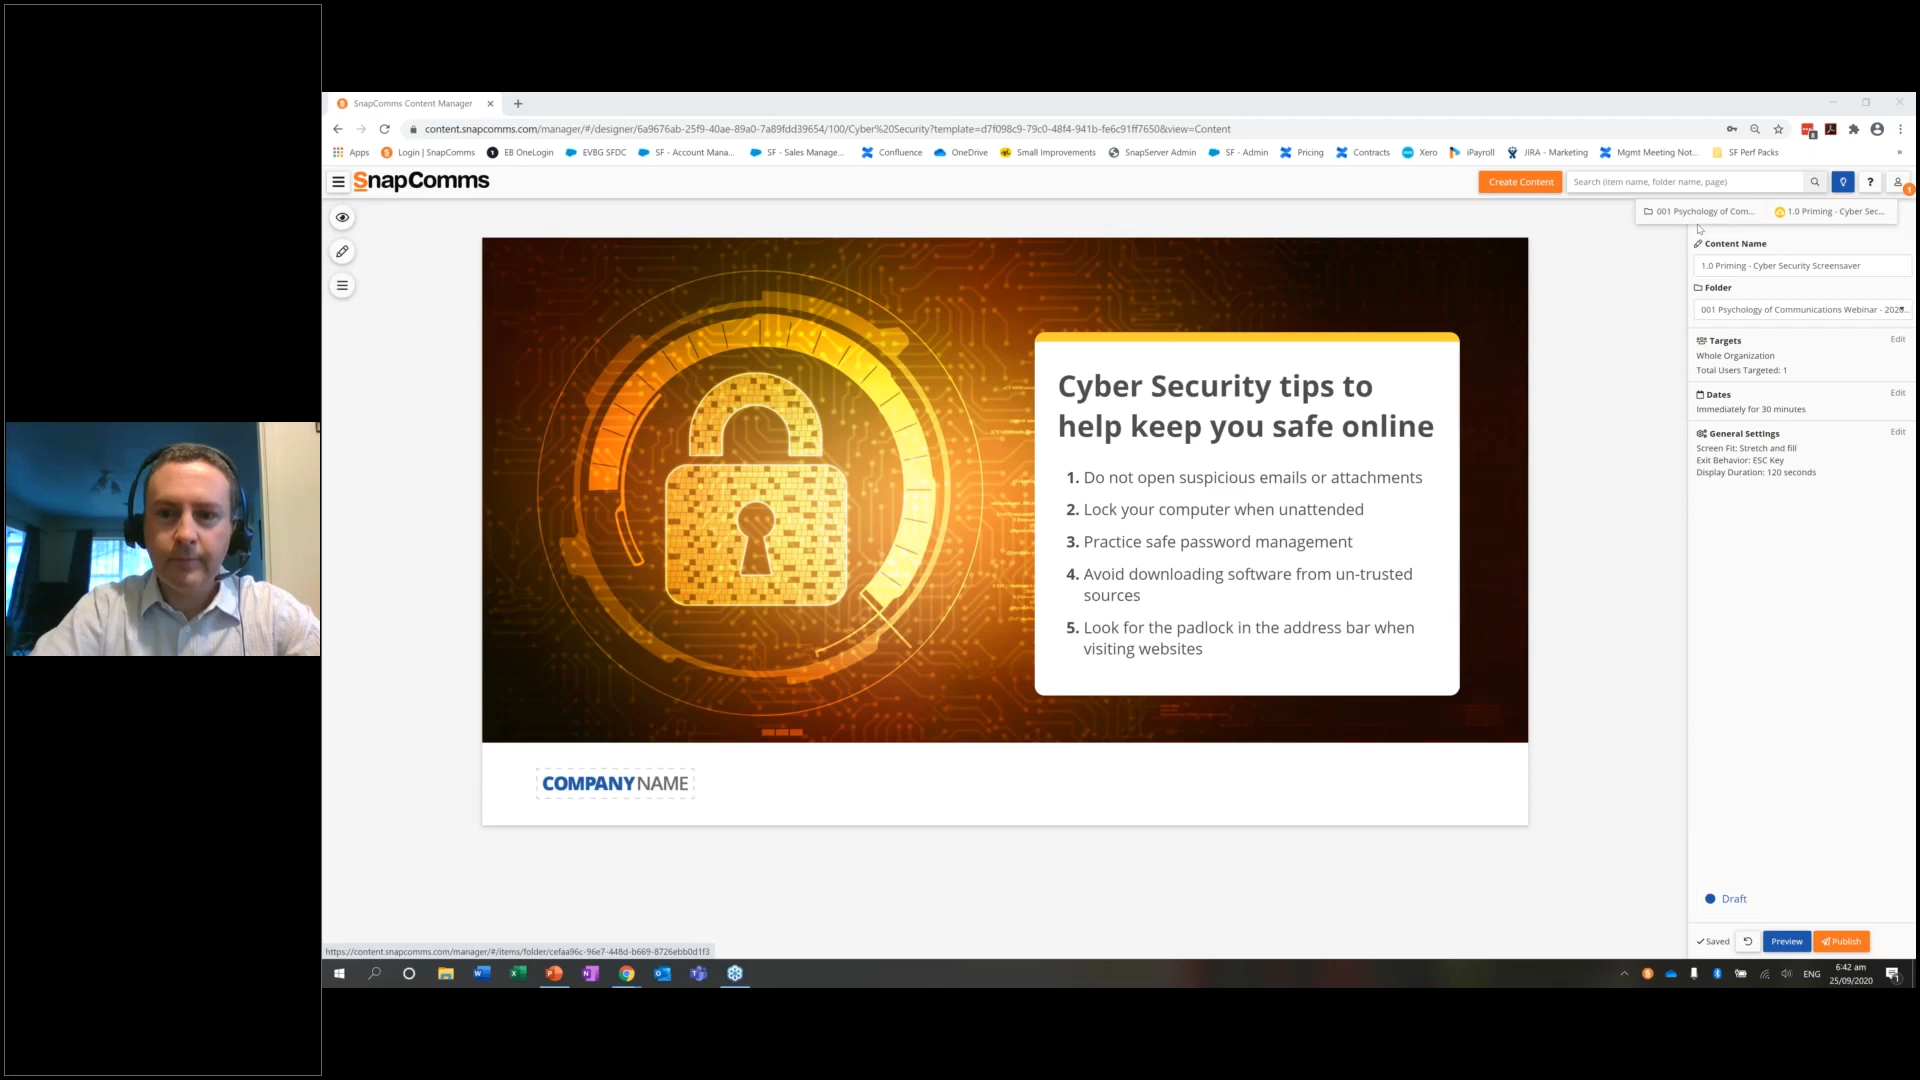 SnapComms Content Manager
content.snapcomms.com/manager/#/designer/6a9676ab-25f9-40ae-89a0-7a89fdd39654/100/Cyber%20Security?template=d7f098c9-79c0-48f4-941b-fe6c91ff7650&view=Content
Apps Login | SnapComms EB OneLogin EVBG SFDC SF - Account Mana... SF - Sales Manage... Confluence OneDrive Small Improvements SnapServer Admin SF - Admin Pricing Contracts Xero iPayroll JIRA - Marketing Mgmt Meeting Not... SF Perf Packs »
SnapComms
Create Content
Search (item name, folder name, page)
?
1
001 Psychology of Com... 1.0 Priming - Cyber Sec...
Content Name
1.0 Priming - Cyber Security Screensaver
Folder
001 Psychology of Communications Webinar - 202
Targets Edit
Whole Organization
Total Users Targeted: 1
Dates Edit
Immediately for 30 minutes
General Settings Edit
Screen Fit: Stretch and fill
Exit Behavior: ESC Key
Display Duration: 120 seconds
Cyber Security tips to
help keep you safe online
1. Do not open suspicious emails or attachments
2. Lock your computer when unattended
3. Practice safe password management
4. Avoid downloading software from un-trusted
sources
5. Look for the padlock in the address bar when
visiting websites
COMPANYNAME
Draft
Saved Preview Publish
https://content.snapcomms.com/manager/#/items/folder/cefaa96c-96e7-448d-b669-8726ebb0d1f3
ENG
6:42 am
25/09/2020